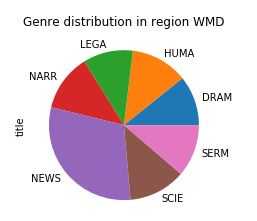 Genre distribution in region WMD
LEGA
HUMA
NARR
DRAM
title
NEWS
SERM
SCIE